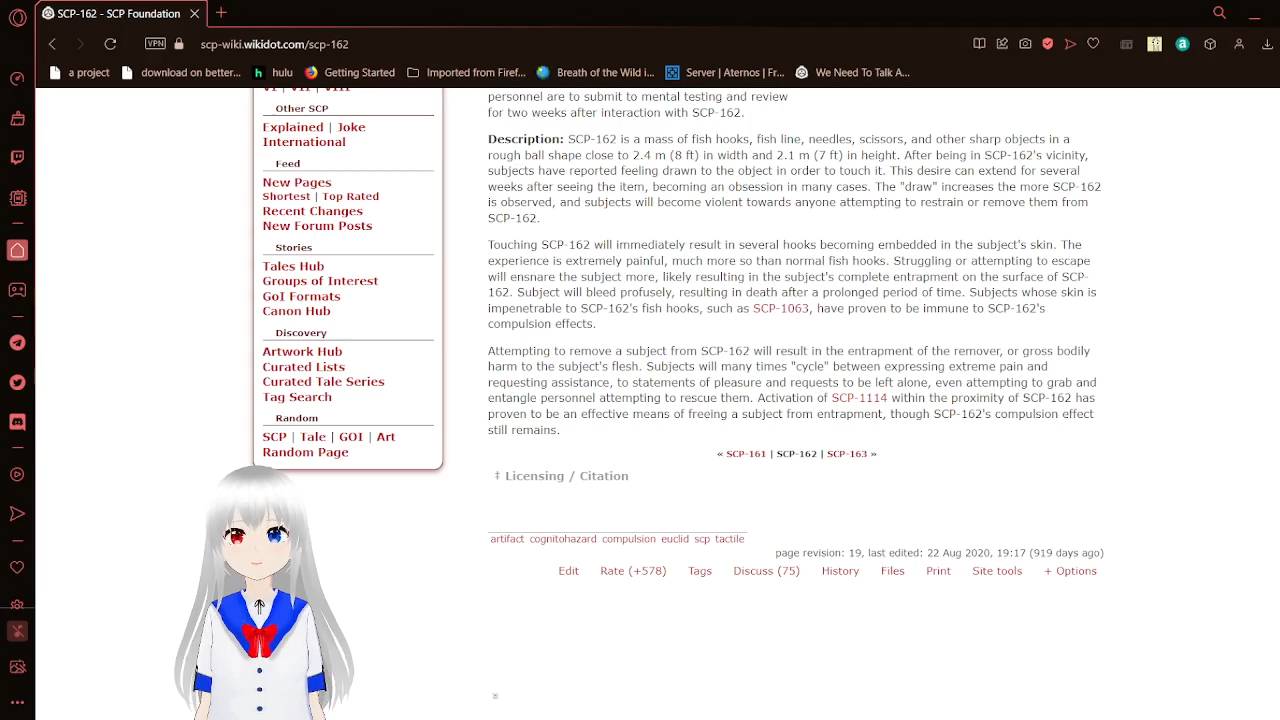 SCP-162 - SCP Foundation
VPN
scp-wiki.wikidot.com/scp-162
a project
download on better...
hulu
Getting Started
Imported from Firef...
Breath of the Wild i...
Server | Aternos | Fr...
We Need To Talk A...
VI | VII | VIII
Other SCP
Explained | Joke
International
Feed
New Pages
Shortest | Top Rated
Recent Changes
New Forum Posts
Stories
Tales Hub
Groups of Interest
GoI Formats
Canon Hub
Discovery
Artwork Hub
Curated Lists
Curated Tale Series
Tag Search
Random
SCP | Tale | GOI | Art
Random Page
personnel are to submit to mental testing and review
for two weeks after interaction with SCP-162.
Description: SCP-162 is a mass of fish hooks, fish line, needles, scissors, and other sharp objects in a
rough ball shape close to 2.4 m (8 ft) in width and 2.1 m (7 ft) in height. After being in SCP-162's vicinity,
subjects have reported feeling drawn to the object in order to touch it. This desire can extend for several
weeks after seeing the item, becoming an obsession in many cases. The "draw" increases the more SCP-162
is observed, and subjects will become violent towards anyone attempting to restrain or remove them from
SCP-162.
Touching SCP-162 will immediately result in several hooks becoming embedded in the subject's skin. The
experience is extremely painful, much more so than normal fish hooks. Struggling or attempting to escape
will ensnare the subject more, likely resulting in the subject's complete entrapment on the surface of SCP-
162. Subject will bleed profusely, resulting in death after a prolonged period of time. Subjects whose skin is
impenetrable to SCP-162's fish hooks, such as SCP-1063, have proven to be immune to SCP-162's
compulsion effects.
Attempting to remove a subject from SCP-162 will result in the entrapment of the remover, or gross bodily
harm to the subject's flesh. Subjects will many times "cycle" between expressing extreme pain and
requesting assistance, to statements of pleasure and requests to be left alone, even attempting to grab and
entangle personnel attempting to rescue them. Activation of SCP-1114 within the proximity of SCP-162 has
proven to be an effective means of freeing a subject from entrapment, though SCP-162's compulsion effect
still remains.
« SCP-161 | SCP-162 | SCP-163 »
‡ Licensing / Citation
artifact cognitohazard compulsion euclid scp tactile
page revision: 19, last edited: 22 Aug 2020, 19:17 (919 days ago)
Edit Rate (+578) Tags Discuss (75) History Files Print Site tools + Options